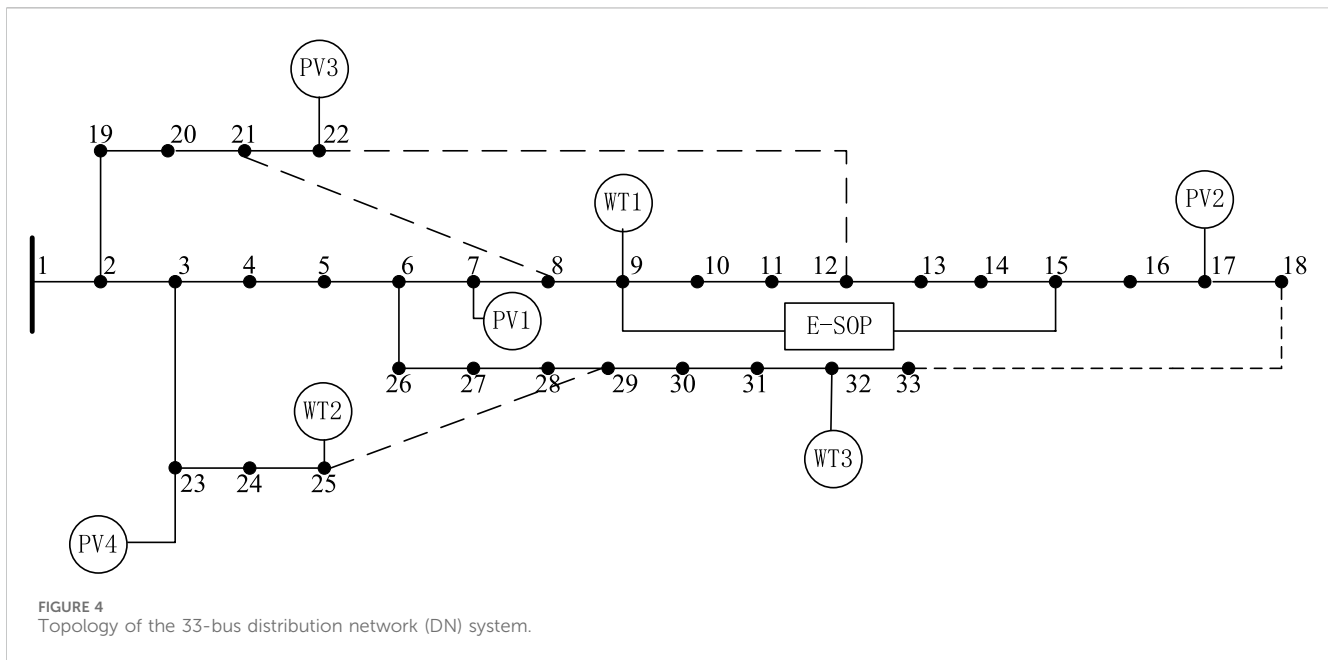 PV3
19 20 21 22
WT1 PV2
1 2 3 4 5 6 7 8 9 10 11 12 13 14 15 16 17 18
PV1 E-SOP
26 27 28 29 30 31 32 33
WT2
WT3
23 24 25
PV4
FIGURE 4
Topology of the 33-bus distribution network (DN) system.